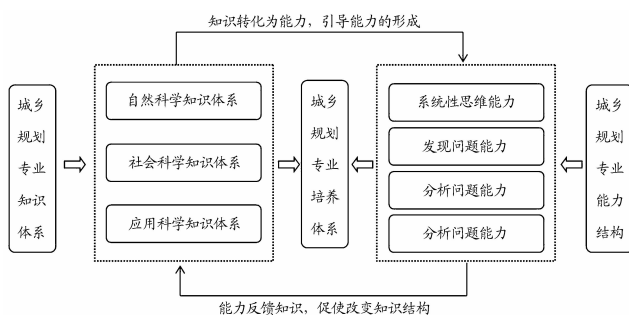 知识转化为能力，引导能力的形成
城乡规划专业知识体系
自然科学知识体系
社会科学知识体系
应用科学知识体系
城乡规划专业培养体系
系统性思维能力
发现问题能力
分析问题能力
分析问题能力
城乡规划专业能力结构
能力反馈知识，促使改变知识结构